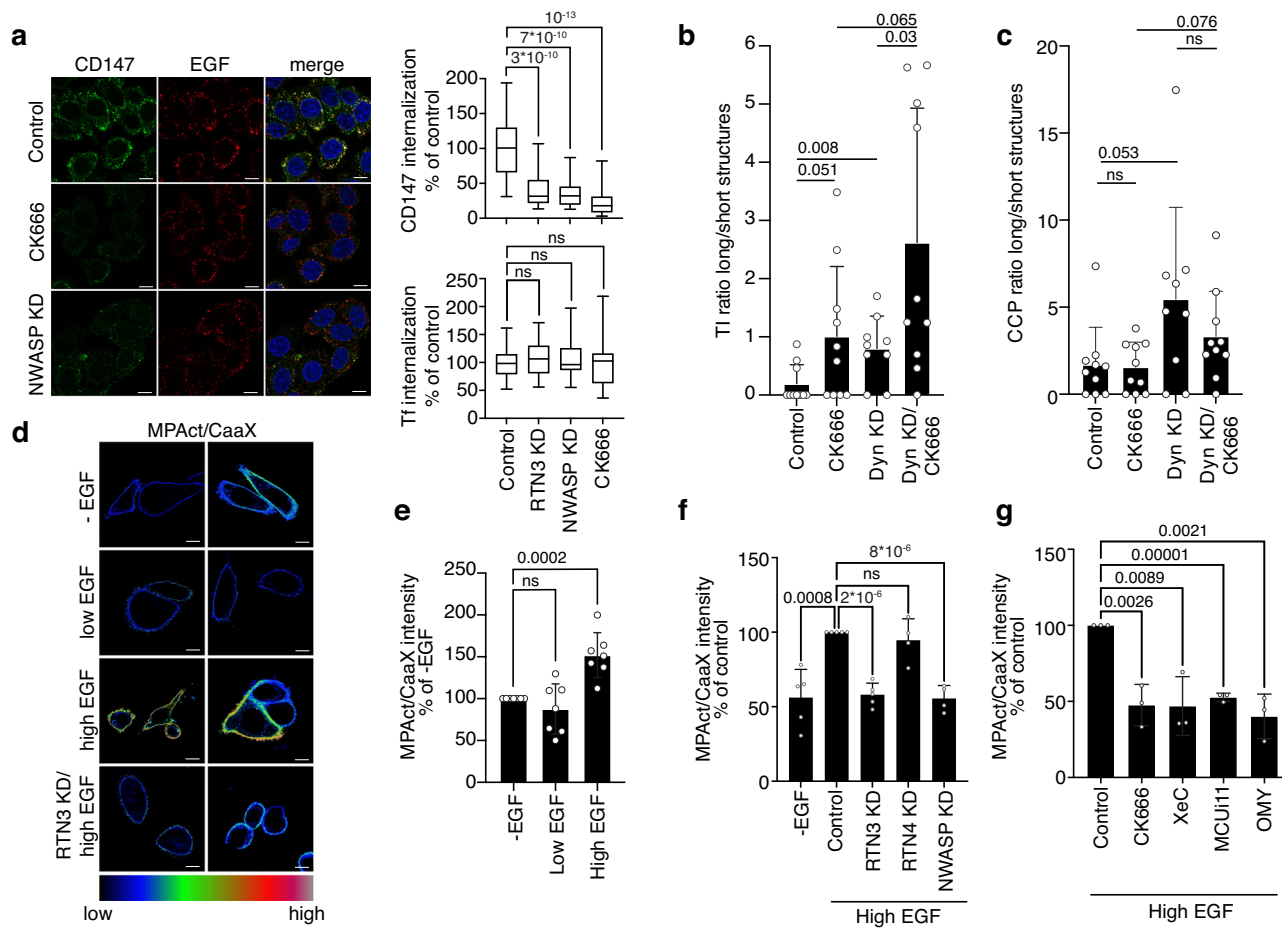 a
CD147 EGF merge
Control
CK666
NWASP KD
10-13
7*10-10
3*10-10
CD147 internalization
% of control
200
150
100
50
0
ns
ns
ns
Tf internalization
% of control
250
200
150
100
50
0
Control
RTN3 KD
NWASP KD
CK666
b
0.065
0.03
0.008
0.051
TI ratio long/short structures
6
5
4
3
2
1
0
Control
CK666
Dyn KD
Dyn KD/
CK666
c
0.076
ns
0.053
ns
CCP ratio long/short structures
20
15
10
5
0
Control
CK666
Dyn KD
Dyn KD/
CK666
d
MPAct/CaaX
- EGF
low EGF
high EGF
RTN3 KD/
high EGF
low high
e
0.0002
ns
MPAct/CaaX intensity
% of -EGF
250
200
150
100
50
0
-EGF
Low EGF
High EGF
f
8*10-6
ns
0.0008 2*10-6
MPAct/CaaX intensity
% of control
150
100
50
0
-EGF
Control
RTN3 KD
RTN4 KD
NWASP KD
High EGF
g
0.0021
0.00001
0.0089
0.0026
MPAct/CaaX intensity
% of control
150
100
50
0
Control
CK666
XeC
MCUi11
OMY
High EGF